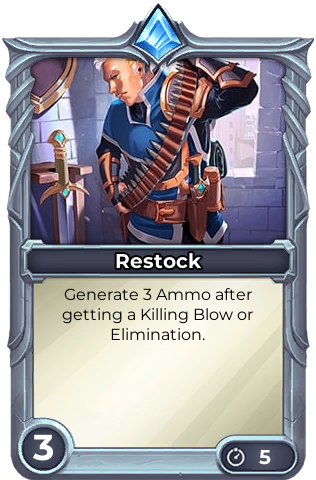 Restock
Generate 3 Ammo after
getting a Killing Blow or
Elimination.
3
5